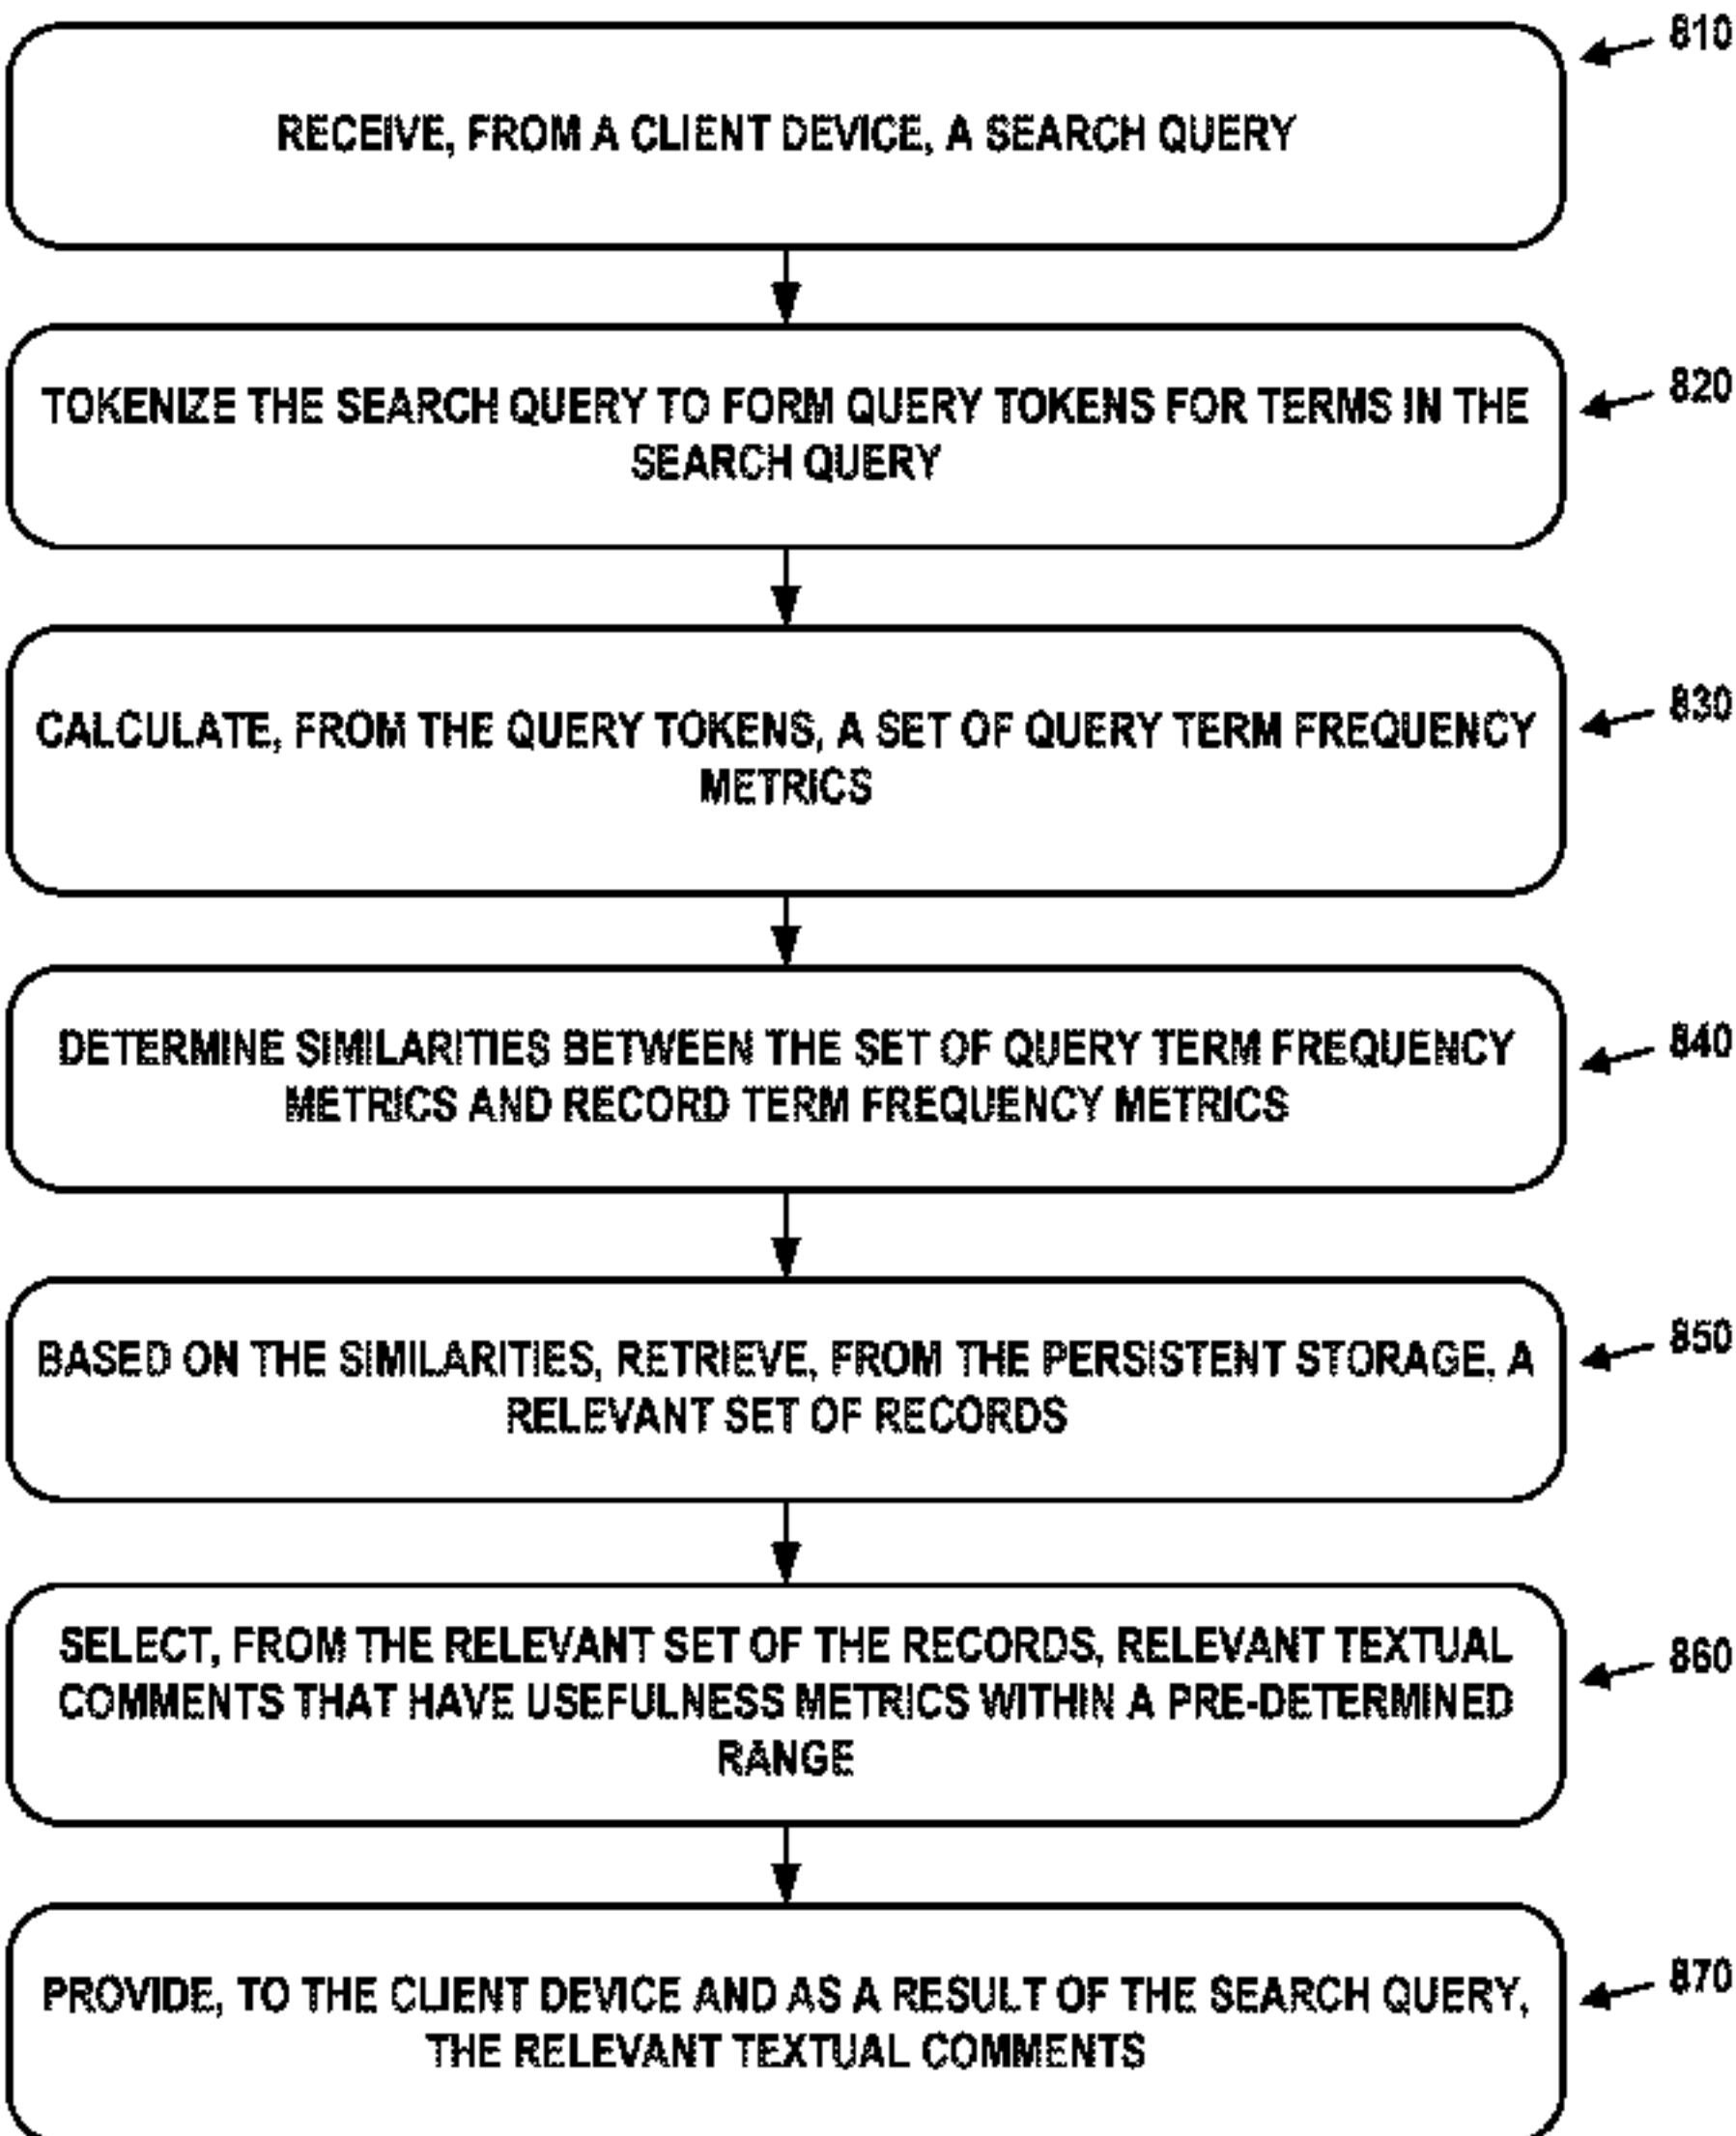 810
RECEIVE, FROM A CLIENT DEVICE, A SEARCH QUERY
820
TOKENIZE THE SEARCH QUERY TO FORM QUERY TOKENS FOR TERMS IN THE
SEARCH QUERY
830
CALCULATE, FROM THE QUERY TOKENS, A SET OF QUERY TERM FREQUENCY
METRICS
840
DETERMINE SIMILARITIES BETWEEN THE SET OF QUERY TERM FREQUENCY
METRICS AND RECORD TERM FREQUENCY METRICS
850
BASED ON THE SIMILARITIES, RETRIEVE, FROM THE PERSISTENT STORAGE, A
RELEVANT SET OF RECORDS
860
SELECT, FROM THE RELEVANT SET OF THE RECORDS, RELEVANT TEXTUAL
COMMENTS THAT HAVE USEFULNESS METRICS WITHIN A PRE-DETERMINED
RANGE
870
PROVIDE, TO THE CLIENT DEVICE AND AS A RESULT OF THE SEARCH QUERY,
THE RELEVANT TEXTUAL COMMENTS